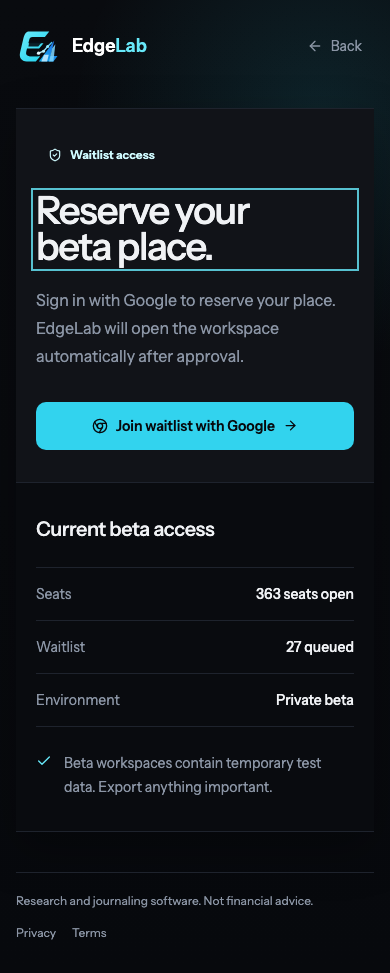 EdgeLab
Back
Waitlist access
Reserve your
beta place.
Sign in with Google to reserve your place.
EdgeLab will open the workspace
automatically after approval.
Join waitlist with Google
Current beta access
Seats 363 seats open
Waitlist 27 queued
Environment Private beta
Beta workspaces contain temporary test
data. Export anything important.
Research and journaling software. Not financial advice.
Privacy Terms